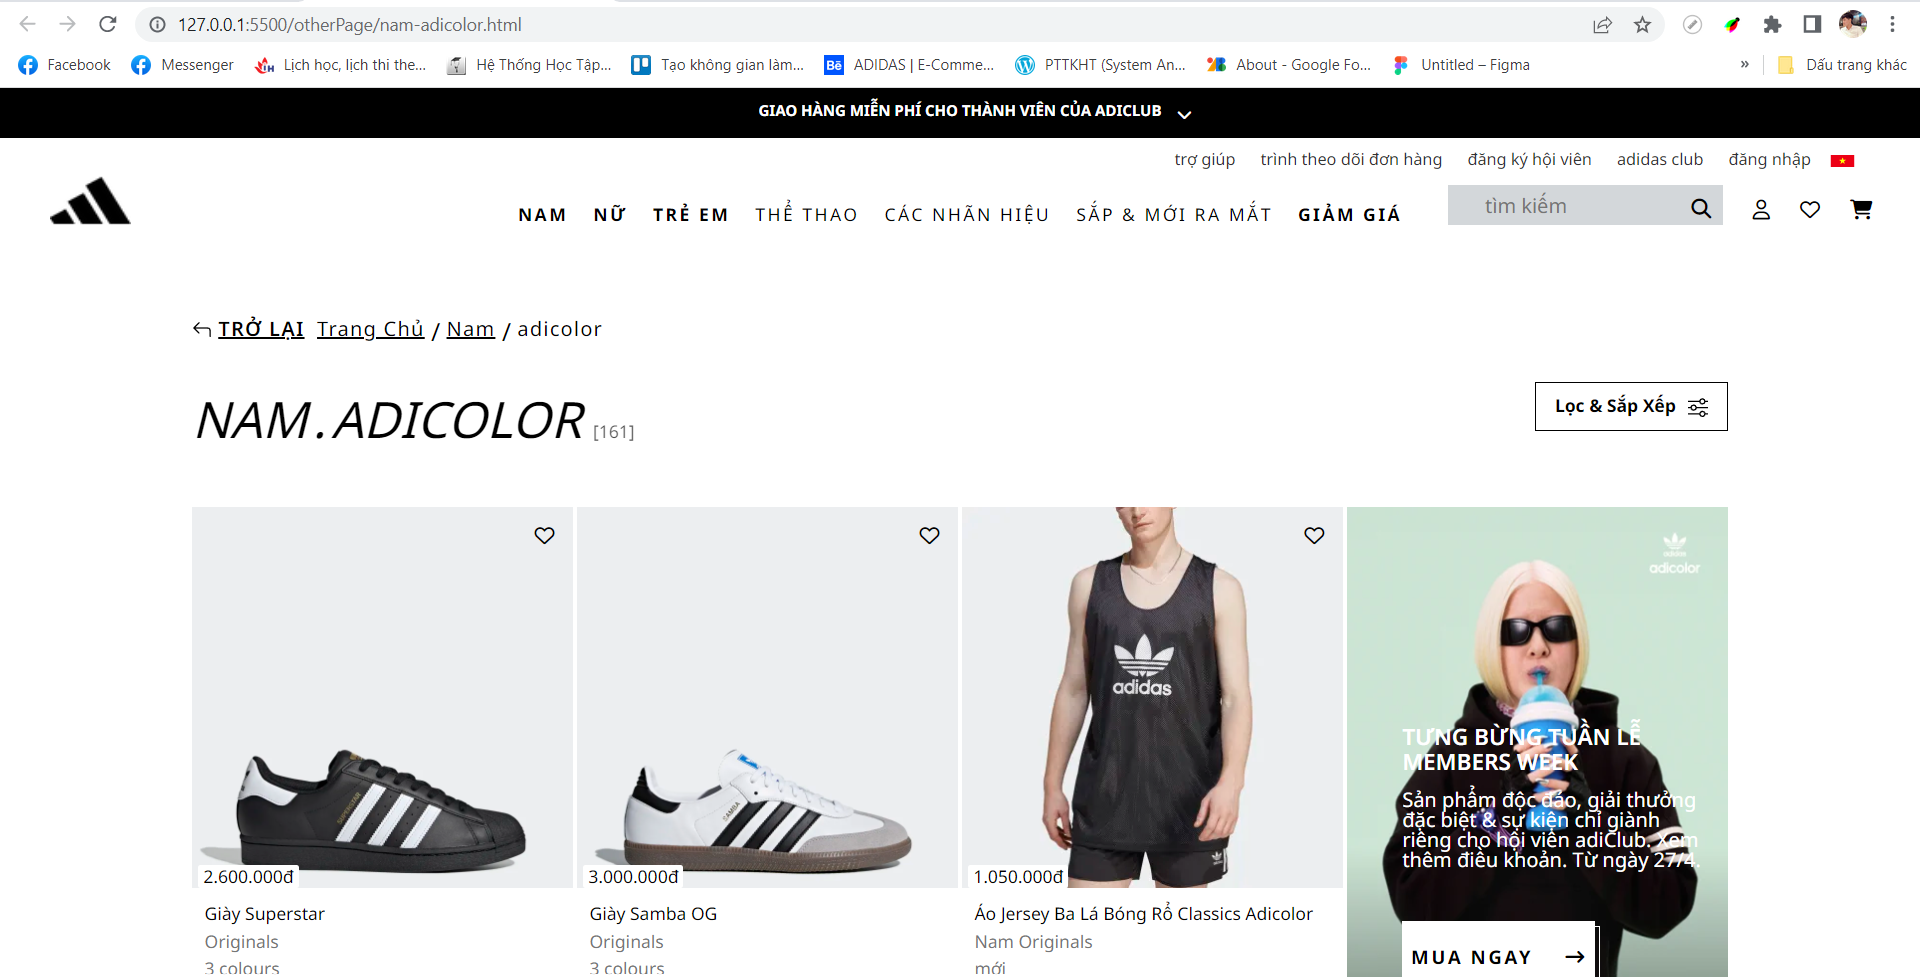 127.0.0.1:5500/otherPage/nam-adicolor.html
Facebook
Messenger
Lịch học, lịch thi the...
Hệ Thống Học Tập...
Tạo không gian làm...
Bē
ADIDAS | E-Comme...
PTTKHT (System An...
About - Google Fo...
Untitled – Figma
»
Dấu trang khác
GIAO HÀNG MIỄN PHÍ CHO THÀNH VIÊN CỦA ADICLUB
trợ giúp
trình theo dõi đơn hàng
đăng ký hội viên
adidas club
đăng nhập
NAM
NỮ
TRẺ EM
THỂ THAO
CÁC NHÃN HIỆU
SẮP & MỚI RA MẮT
GIẢM GIÁ
tìm kiếm
TRỞ LẠI Trang Chủ / Nam / adicolor
NAM.ADICOLOR [161]
Lọc & Sắp Xếp
SUPERSTAR
2.600.000đ
Giày Superstar
Originals
3 colours
SAMBA
3.000.000đ
Giày Samba OG
Originals
3 colours
adidas
1.050.000đ
Áo Jersey Ba Lá Bóng Rổ Classics Adicolor
Nam Originals
mới
adidas
adicolor
TƯNG BỪNG TUẦN LỄ
MEMBERS WEEK
Sản phẩm độc đáo, giải thưởng
đặc biệt & sự kiện chỉ giành
riêng cho hội viên adiClub. Xem
thêm điều khoản. Từ ngày 27/4.
MUA NGAY